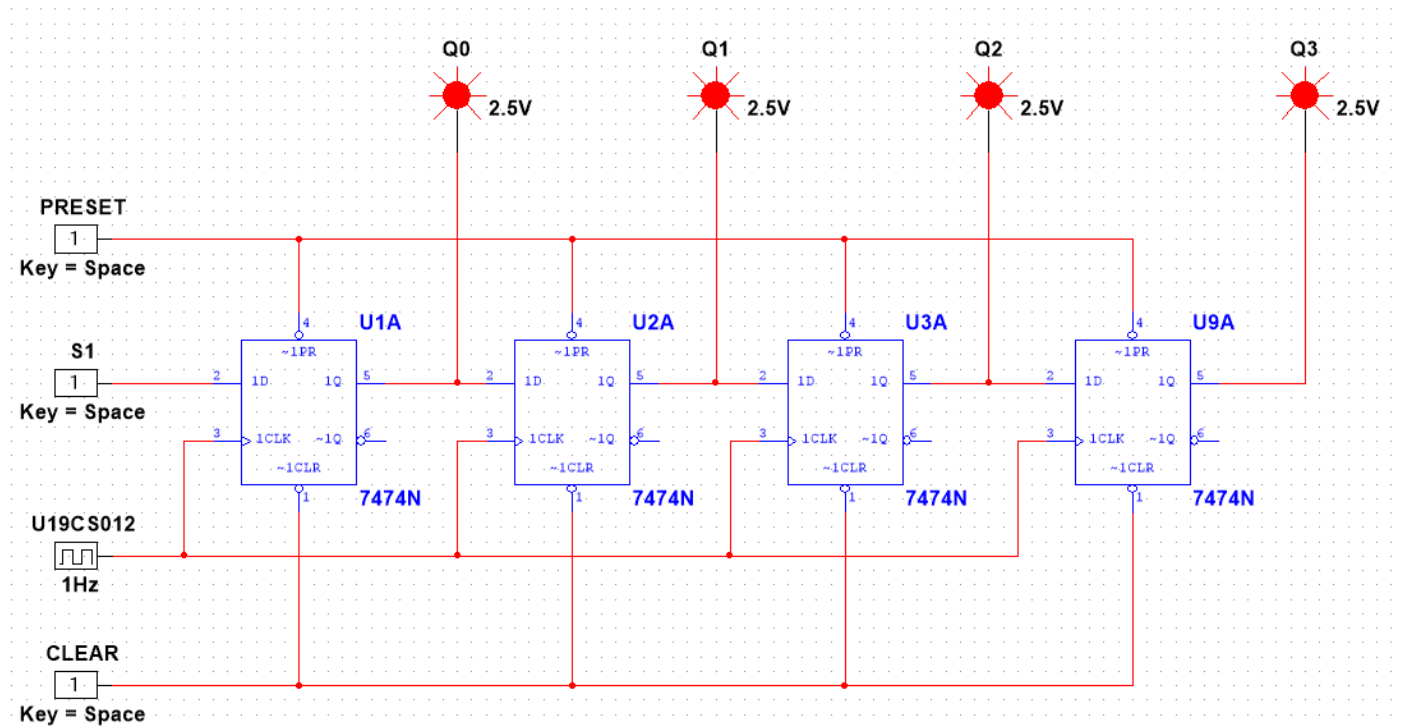 Q0 Q1 Q2 Q3
2.5V 2.5V 2.5V 2.5V
PRESET
1
Key = Space
4 U1A 4 U2A 4 U3A 4 U9A
~1PR ~1PR ~1PR ~1PR
S1
1 2 1D 1Q 5 2 1D 1Q 5 2 1D 1Q 5 2 1D 1Q 5
Key = Space
3 1CLK ~1Q 6 3 1CLK ~1Q 6 3 1CLK ~1Q 6 3 1CLK ~1Q 6
~1CLR ~1CLR ~1CLR ~1CLR
1 7474N 1 7474N 1 7474N 1 7474N
U19CS012
1Hz
CLEAR
1
Key = Space